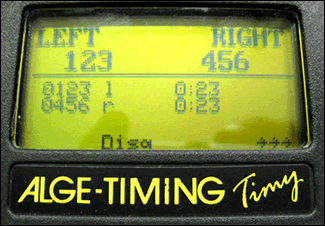 LEFT RIGHT
123 456
0123 l 0:23
0456 r 0:23
Disq →→→
ALGE-TIMING Timy